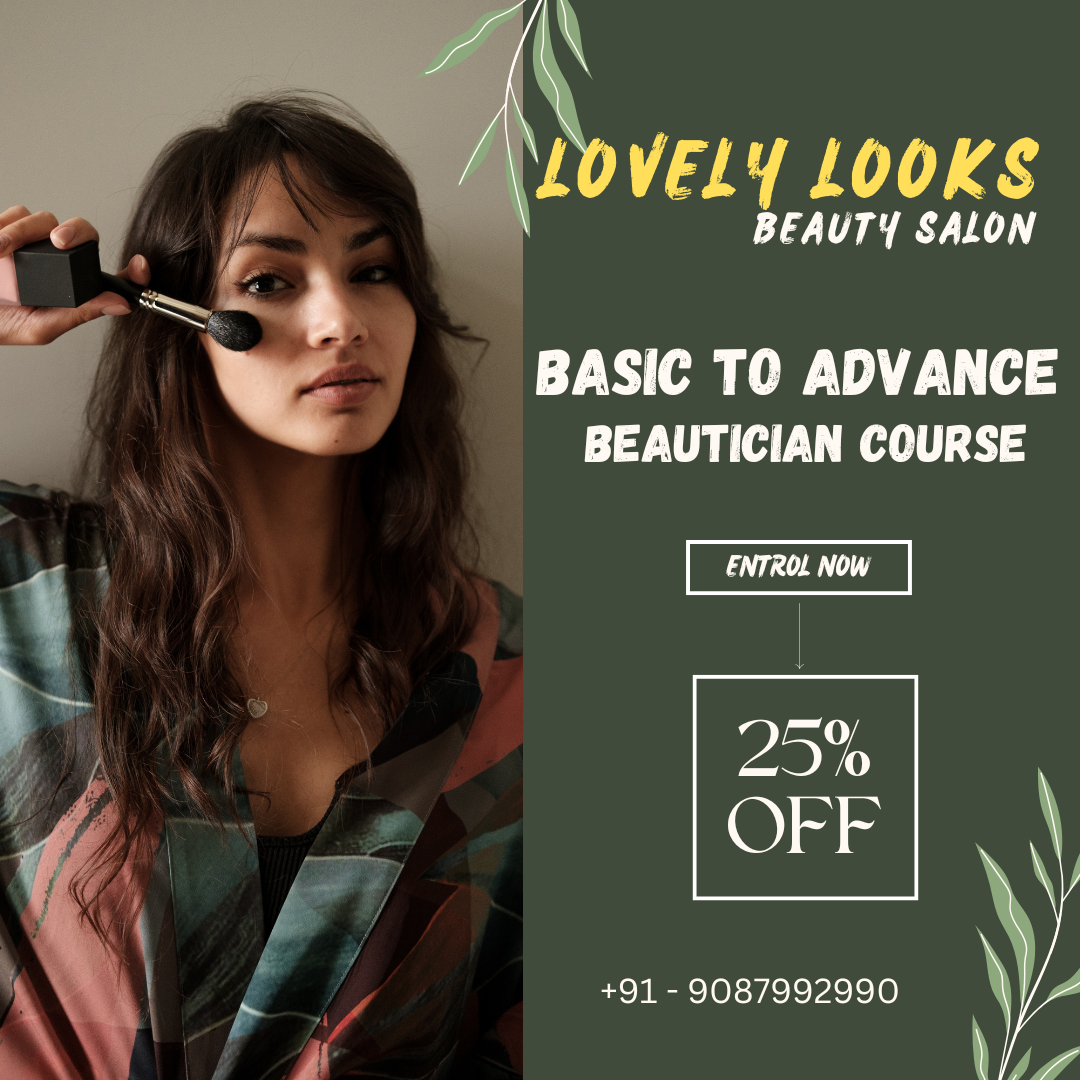 LOVELY LOOKS
BEAUTY SALON
BASIC TO ADVANCE
BEAUTICIAN COURSE
ENTROL NOW
25%
OFF
+91 - 9087992990